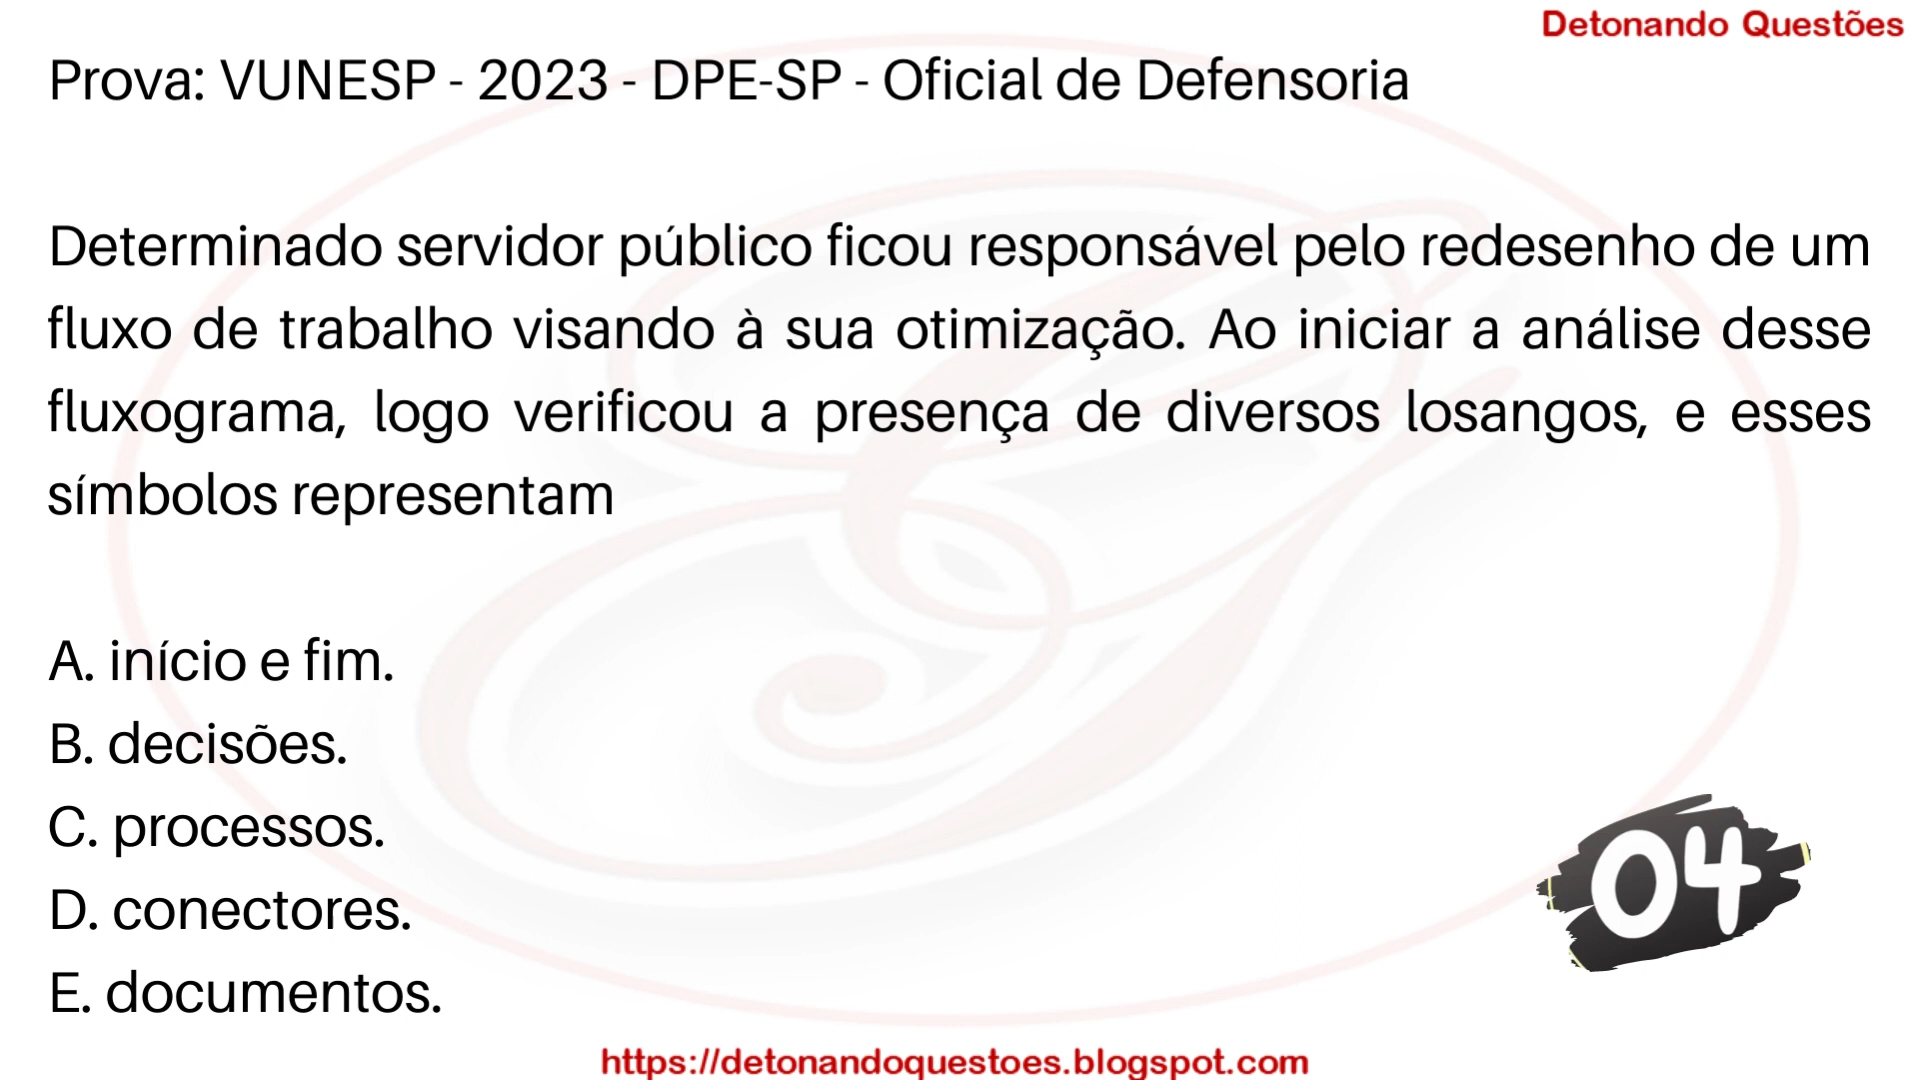 Detonando Questões
Prova: VUNESP - 2023 - DPE-SP - Oficial de Defensoria
Determinado servidor público ficou responsável pelo redesenho de um
fluxo de trabalho visando à sua otimização. Ao iniciar a análise desse
fluxograma, logo verificou a presença de diversos losangos, e esses
símbolos representam
A. início e fim.
B. decisões.
C. processos.
D. conectores.
E. documentos.
04
https://detonandoquestoes.blogspot.com